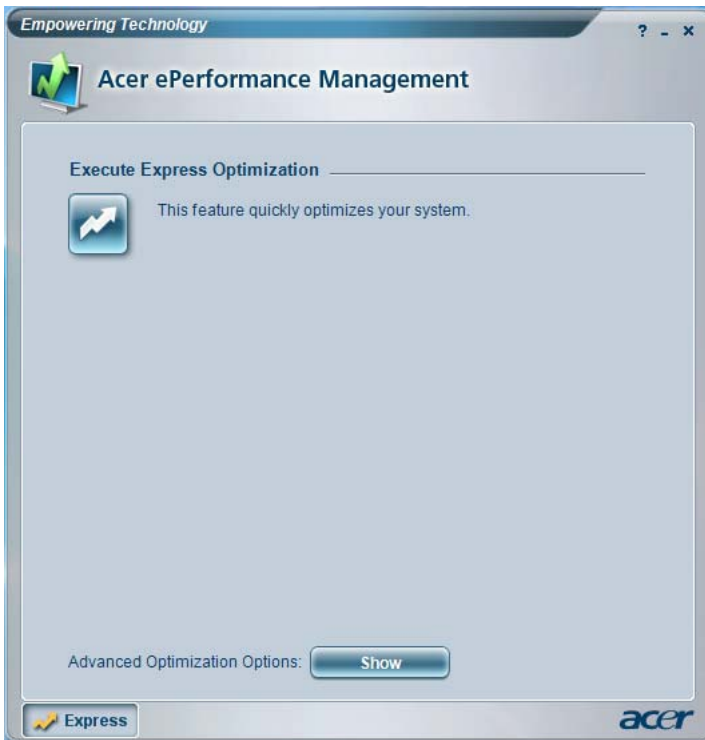 Empowering Technology
? - ×
Acer ePerformance Management
Execute Express Optimization
This feature quickly optimizes your system.
Advanced Optimization Options: Show
Express
acer